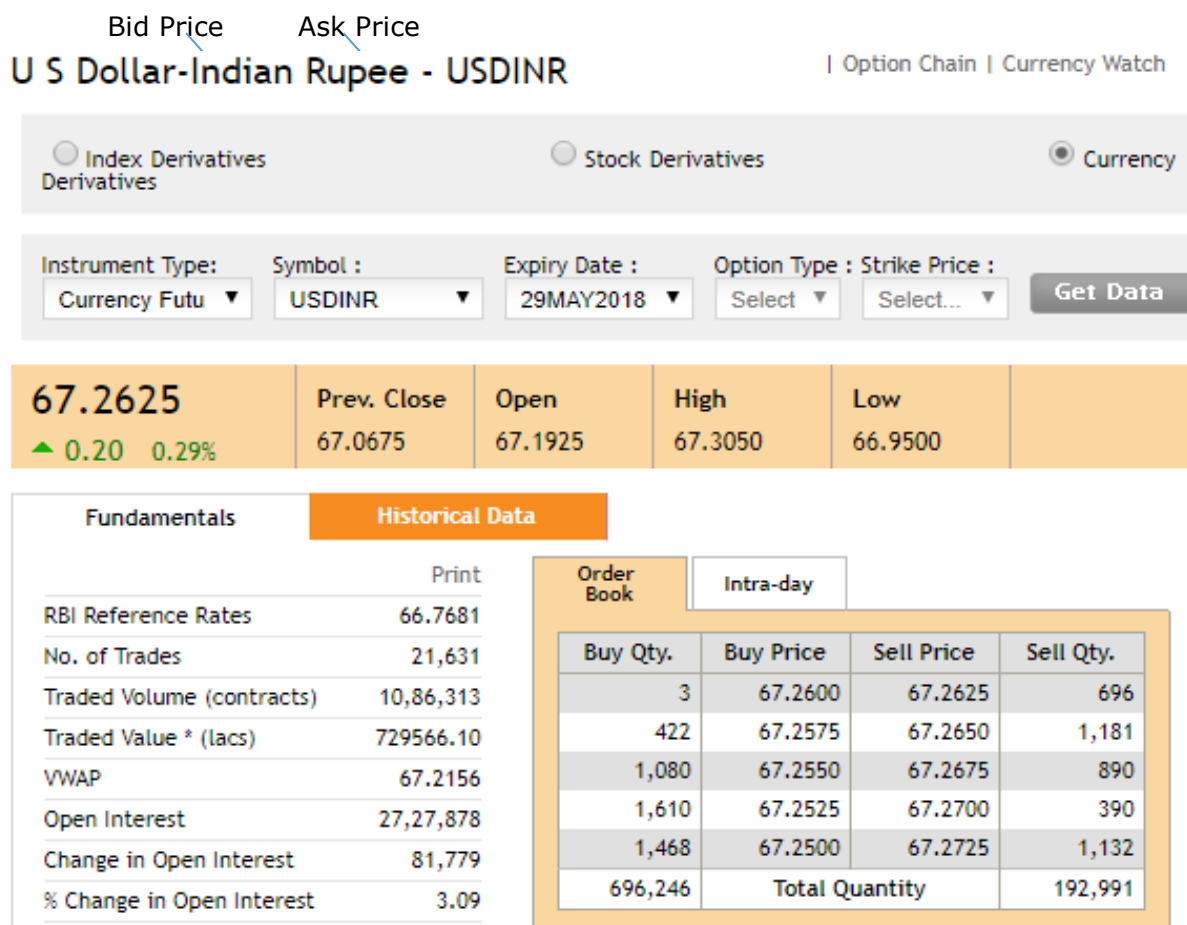 Bid Price Ask Price
U S Dollar-Indian Rupee - USDINR | Option Chain | Currency Watch
Index Derivatives Stock Derivatives Currency
Derivatives
Instrument Type: Symbol : Expiry Date : Option Type : Strike Price :
Currency Futu USDINR 29MAY2018 Select Select... Get Data
67.2625 Prev. Close Open High Low
0.20 0.29% 67.0675 67.1925 67.3050 66.9500
Fundamentals Historical Data
Print
RBI Reference Rates 66.7681
No. of Trades 21,631
Traded Volume (contracts) 10,86,313
Traded Value * (lacs) 729566.10
VWAP 67.2156
Open Interest 27,27,878
Change in Open Interest 81,779
% Change in Open Interest 3.09
Order Book Intra-day
Buy Qty. Buy Price Sell Price Sell Qty.
3 67.2600 67.2625 696
422 67.2575 67.2650 1,181
1,080 67.2550 67.2675 890
1,610 67.2525 67.2700 390
1,468 67.2500 67.2725 1,132
696,246 Total Quantity 192,991